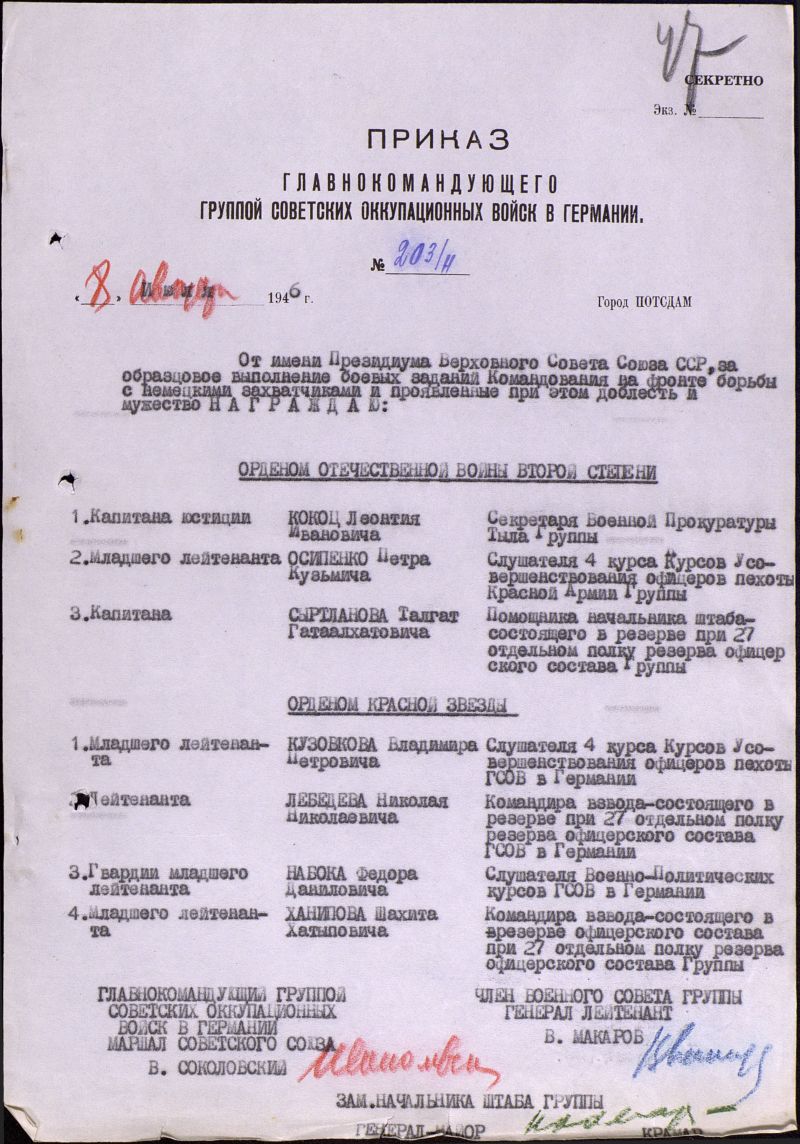 47
СЕКРЕТНО
Экз. №
ПРИКАЗ
ГЛАВНОКОМАНДУЮЩЕГО
ГРУППОЙ СОВЕТСКИХ ОККУПАЦИОННЫХ ВОЙСК В ГЕРМАНИИ.
№ 203/н
«8» августа 1946 г. Город ПОТСДАМ
От имени Президиума Верховного Совета Союза ССР, за
образцовое выполнение боевых заданий Командования на фронте борьбы
с немецкими захватчиками и проявленные при этом доблесть и
мужество Н А Г Р А Ж Д А Ю:
ОРДЕНОМ ОТЕЧЕСТВЕННОЙ ВОЙНЫ ВТОРОЙ СТЕПЕНИ
1.Капитана юстиции КОКОЦ Леонтия Секретаря Военной Прокуратуры
Ивановича Тыла Группы
2.Младшего лейтенанта ОСИПЕНКО Петра Слушателя 4 курса Курсов Усо-
Кузьмича вершенствования офицеров пехоты
Красной Армии Группы
3.Капитана СЫРТЛАНОВА Талгат Помощника начальника штаба-
Гатаалхатовича состоящего в резерве при 27
отдельном полку резерва офицер
ского состава Группы
ОРДЕНОМ КРАСНОЙ ЗВЕЗДЫ
1.Младшего лейтенан- КУЗОВКОВА Владимира Слушателя 4 курса Курсов Усо-
та Петровича вершенствования офицеров пехоты
ГСОВ в Германии
Лейтенанта ЛЕБЕДЕВА Николая Командира взвода-состоящего в
Николаевича резерве при 27 отдельном полку
резерва офицерского состава
ГСОВ в Германии
3.Гвардии младшего НАБОКА Федора Слушателя Военно-Политических
лейтенанта Даниловича курсов ГСОВ в Германии
4.Младшего лейтенан- ХАНИПОВА Шахита Командира взвода-состоящего в
та Хатыповича врезерве офицерского состава
при 27 отдельном полку резерва
офицерского состава Группы
ГЛАВНОКОМАНДУЮЩИЙ ГРУППОЙ ЧЛЕН ВОЕННОГО СОВЕТА ГРУППЫ
СОВЕТСКИХ ОККУПАЦИОННЫХ ГЕНЕРАЛ ЛЕЙТЕНАНТ
ВОЙСК В ГЕРМАНИИ
МАРШАЛ СОВЕТСКОГО СОЮЗА В. МАКАРОВ
В. СОКОЛОВСКИЙ
ЗАМ.НАЧАЛЬНИКА ШТАБА ГРУППЫ
ГЕНЕРАЛ-МАЙОР